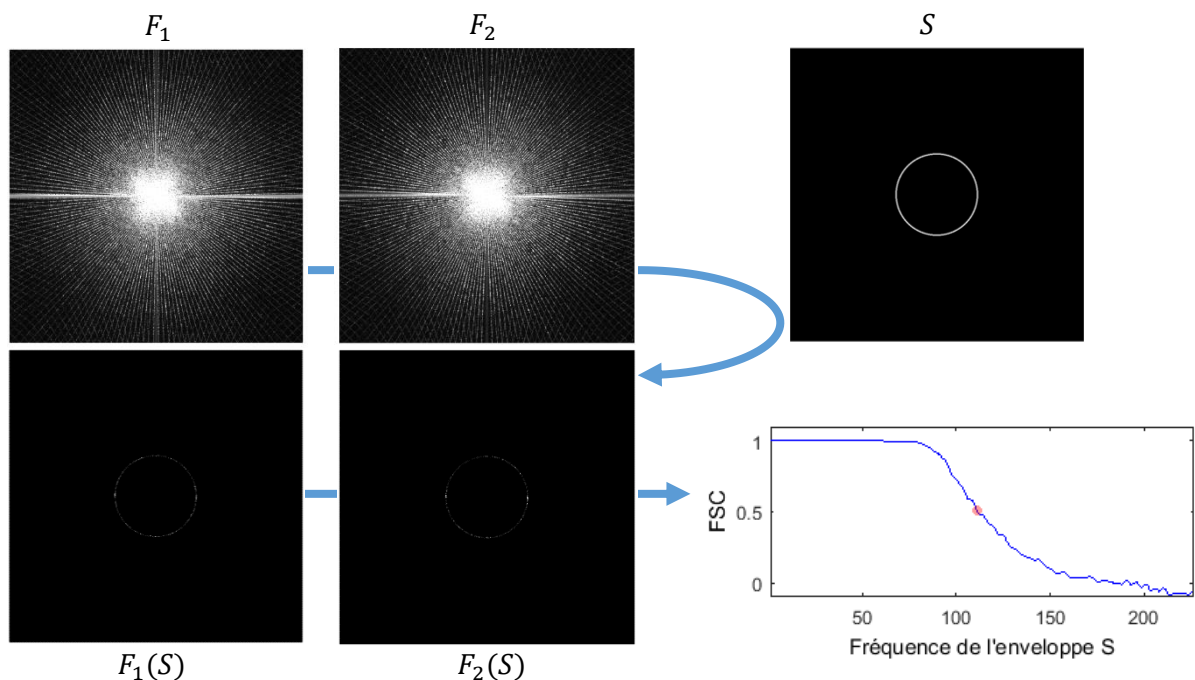 F₁
F₂
S
F₁(S)
F₂(S)
FSC
1
0.5
0
50
100
150
200
Fréquence de l'enveloppe S